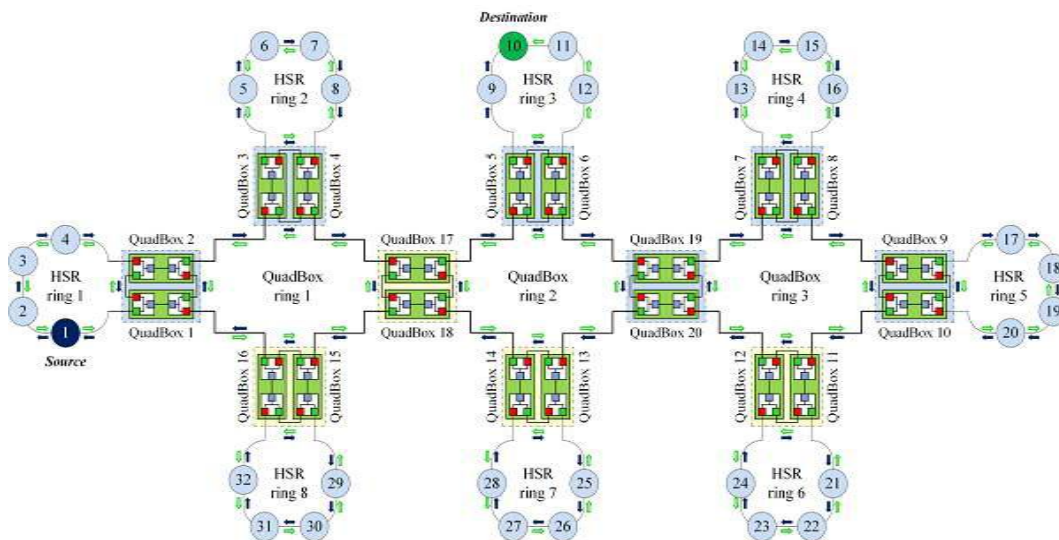 Destination
6
7
10
11
14
15
5
HSR
ring 2
8
9
HSR
ring 3
12
13
HSR
ring 4
16
QuadBox 3
QuadBox 4
QuadBox 5
QuadBox 6
QuadBox 7
QuadBox 8
4
QuadBox 2
QuadBox 17
QuadBox 19
QuadBox 9
17
3
HSR
ring 1
2
1
Source
QuadBox
ring 1
QuadBox
ring 2
QuadBox
ring 3
18
HSR
ring 5
19
20
QuadBox 1
QuadBox 18
QuadBox 20
QuadBox 10
QuadBox 16
QuadBox 15
QuadBox 14
QuadBox 13
QuadBox 12
QuadBox 11
32
HSR
ring 8
29
28
HSR
ring 7
25
24
HSR
ring 6
21
31
30
27
26
23
22